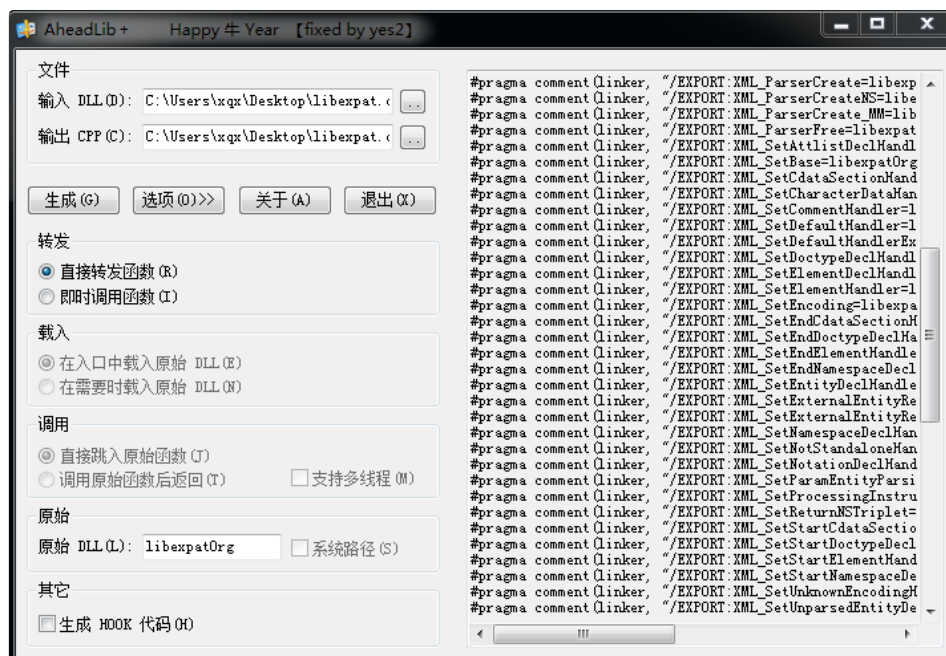 AheadLib + Happy 牛 Year 【fixed by yes2】
文件
输入 DLL(D): C:\Users\xqx\Desktop\libexpat.
..
输出 CPP(C): C:\Users\xqx\Desktop\libexpat.
..
生成(G) 选项(O)>> 关于(A) 退出(X)
转发
直接转发函数(R)
即时调用函数(I)
载入
在入口中载入原始 DLL(E)
在需要时载入原始 DLL(N)
调用
直接跳入原始函数(J)
调用原始函数后返回(T) 支持多线程(M)
原始
原始 DLL(L): libexpatOrg 系统路径(S)
其它
生成 HOOK 代码(H)
#pragma comment(linker, "/EXPORT:XML_ParserCreate=libexp
#pragma comment(linker, "/EXPORT:XML_ParserCreateNS=libe
#pragma comment(linker, "/EXPORT:XML_ParserCreate_MM=lib
#pragma comment(linker, "/EXPORT:XML_ParserFree=libexpat
#pragma comment(linker, "/EXPORT:XML_SetAttlistDeclHandl
#pragma comment(linker, "/EXPORT:XML_SetBase=libexpatOrg
#pragma comment(linker, "/EXPORT:XML_SetCdataSectionHand
#pragma comment(linker, "/EXPORT:XML_SetCharacterDataHan
#pragma comment(linker, "/EXPORT:XML_SetCommentHandler=l
#pragma comment(linker, "/EXPORT:XML_SetDefaultHandler=l
#pragma comment(linker, "/EXPORT:XML_SetDefaultHandlerEx
#pragma comment(linker, "/EXPORT:XML_SetDoctypeDeclHandl
#pragma comment(linker, "/EXPORT:XML_SetElementDeclHandl
#pragma comment(linker, "/EXPORT:XML_SetElementHandler=l
#pragma comment(linker, "/EXPORT:XML_SetEncoding=libexpa
#pragma comment(linker, "/EXPORT:XML_SetEndCdataSectionH
#pragma comment(linker, "/EXPORT:XML_SetEndDoctypeDeclHa
#pragma comment(linker, "/EXPORT:XML_SetEndElementHandle
#pragma comment(linker, "/EXPORT:XML_SetEndNamespaceDecl
#pragma comment(linker, "/EXPORT:XML_SetEntityDeclHandle
#pragma comment(linker, "/EXPORT:XML_SetExternalEntityRe
#pragma comment(linker, "/EXPORT:XML_SetExternalEntityRe
#pragma comment(linker, "/EXPORT:XML_SetNamespaceDeclHan
#pragma comment(linker, "/EXPORT:XML_SetNotStandaloneHan
#pragma comment(linker, "/EXPORT:XML_SetNotationDeclHand
#pragma comment(linker, "/EXPORT:XML_SetParamEntityParsi
#pragma comment(linker, "/EXPORT:XML_SetProcessingInstru
#pragma comment(linker, "/EXPORT:XML_SetReturnNSTriplet=
#pragma comment(linker, "/EXPORT:XML_SetStartCdataSectio
#pragma comment(linker, "/EXPORT:XML_SetStartDoctypeDecl
#pragma comment(linker, "/EXPORT:XML_SetStartElementHand
#pragma comment(linker, "/EXPORT:XML_SetStartNamespaceDe
#pragma comment(linker, "/EXPORT:XML_SetUnknownEncodingH
#pragma comment(linker, "/EXPORT:XML_SetUnparsedEntityDe